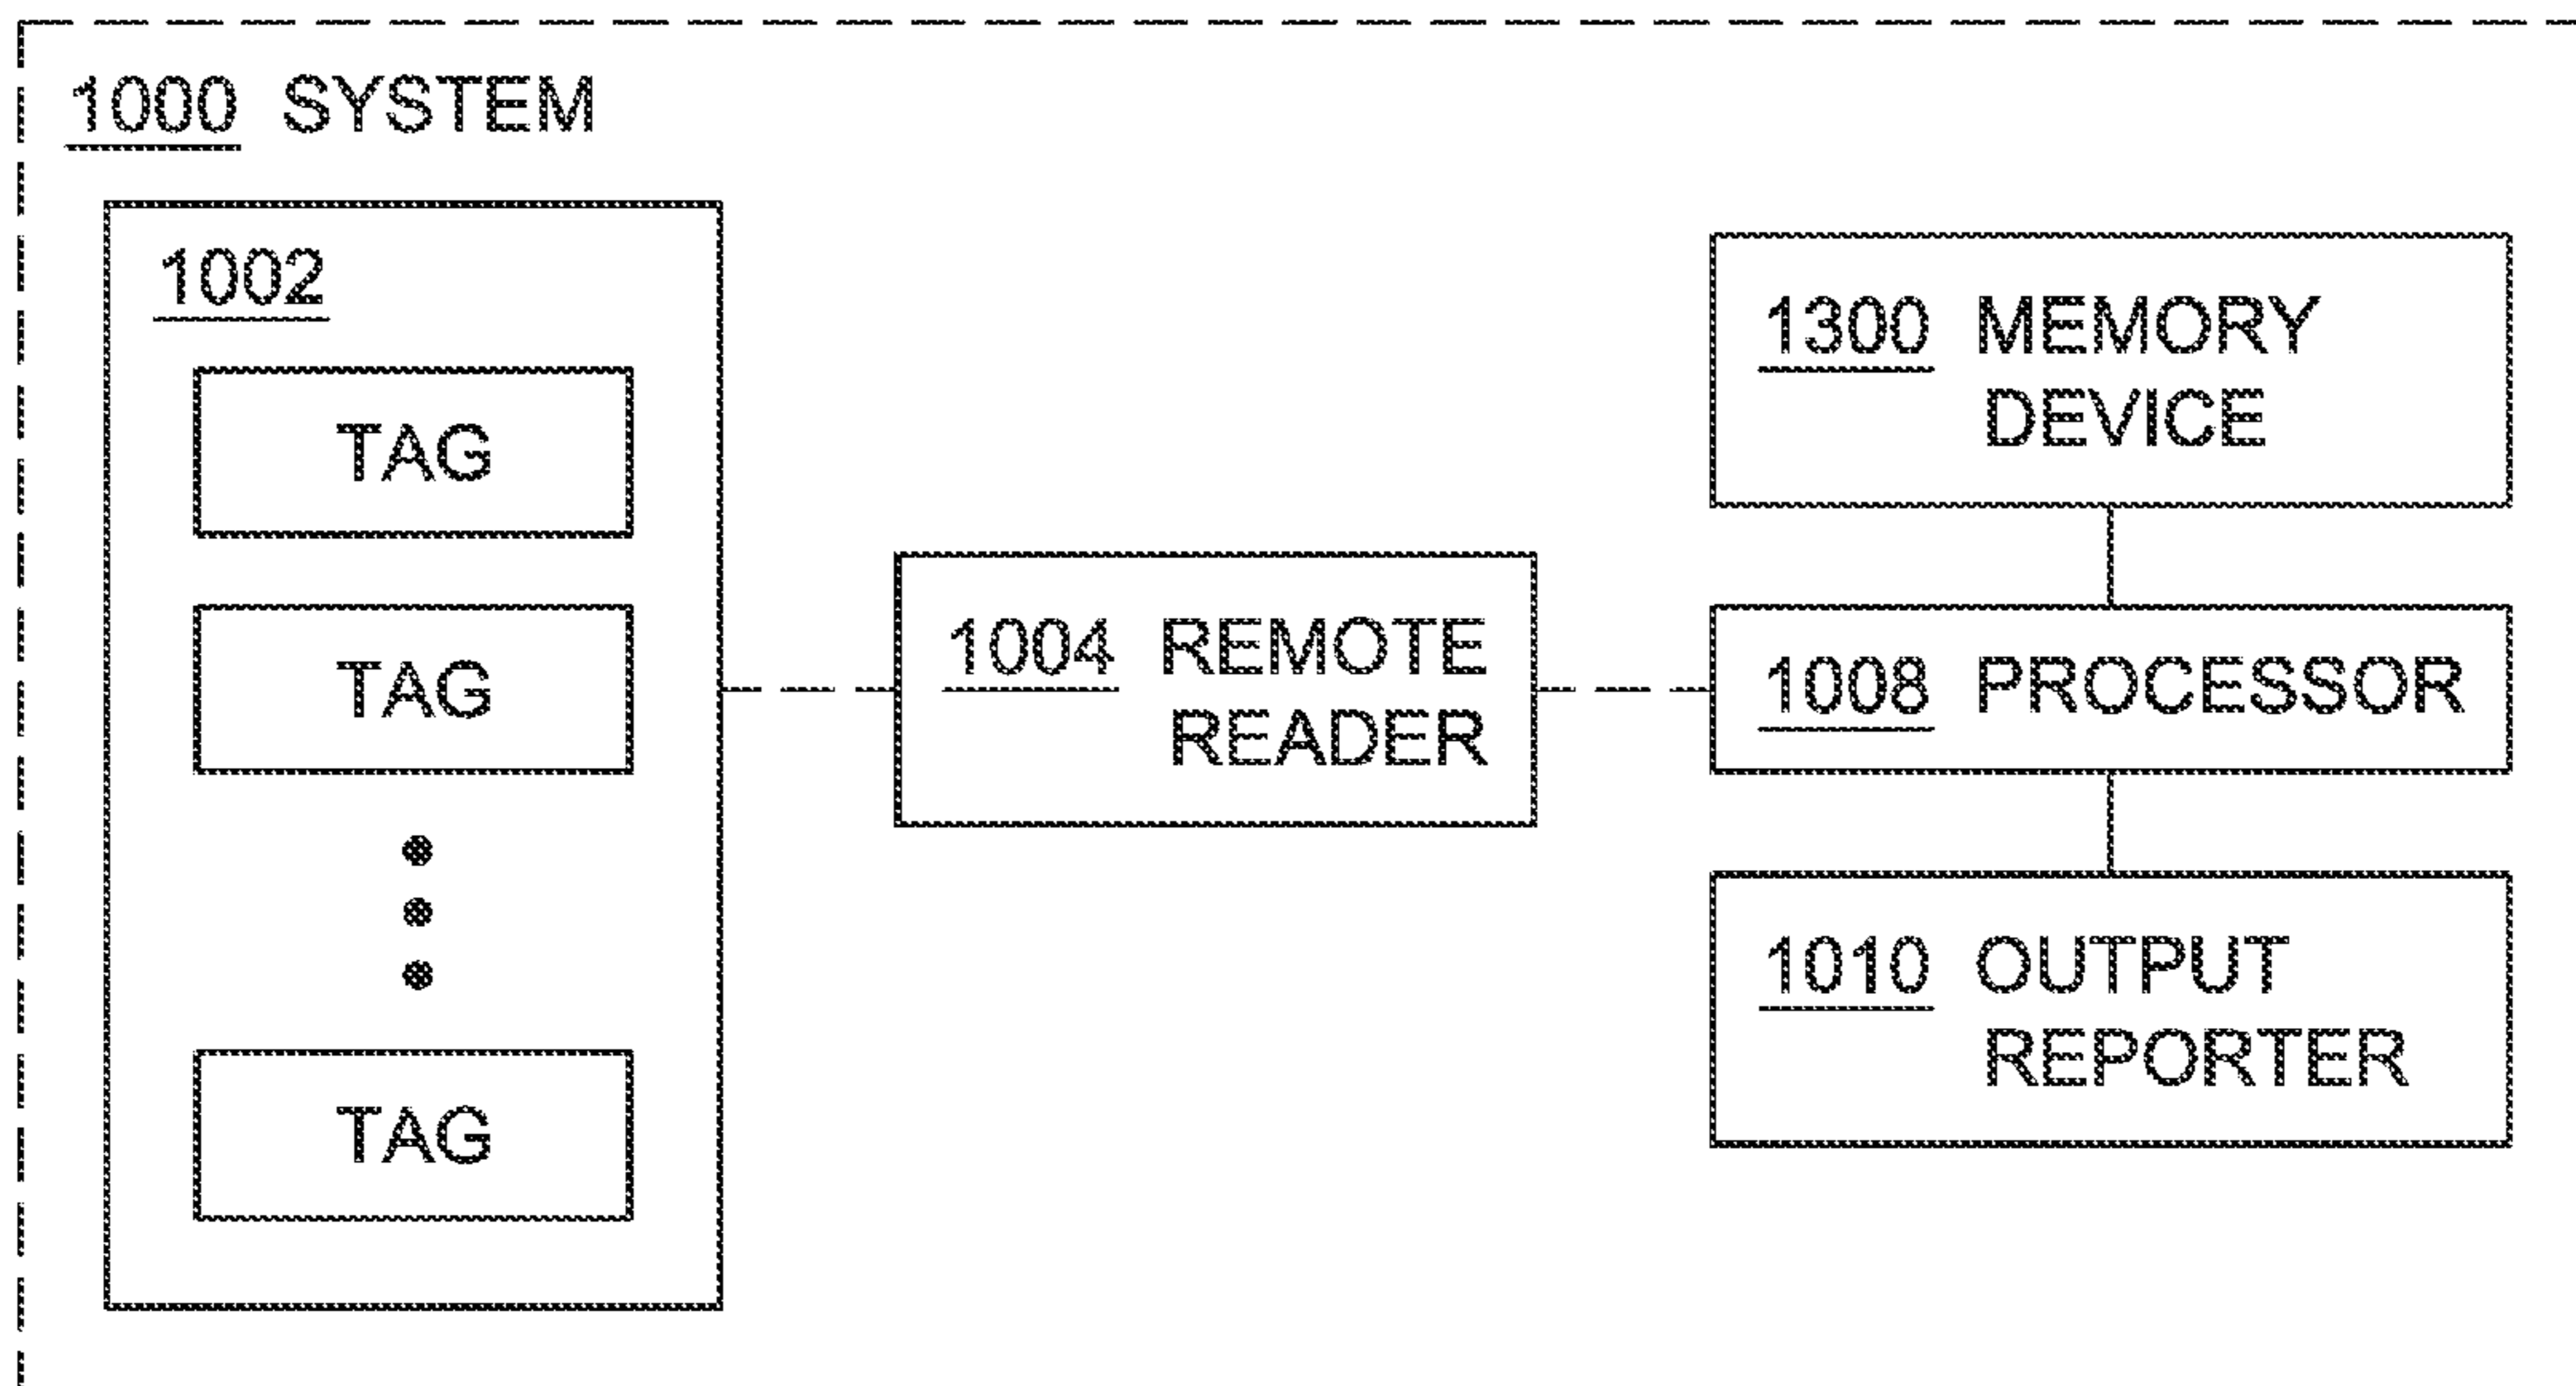 1000 SYSTEM
1002
TAG
TAG
TAG
1004 REMOTE
READER
1300 MEMORY
DEVICE
1008 PROCESSOR
1010 OUTPUT
REPORTER